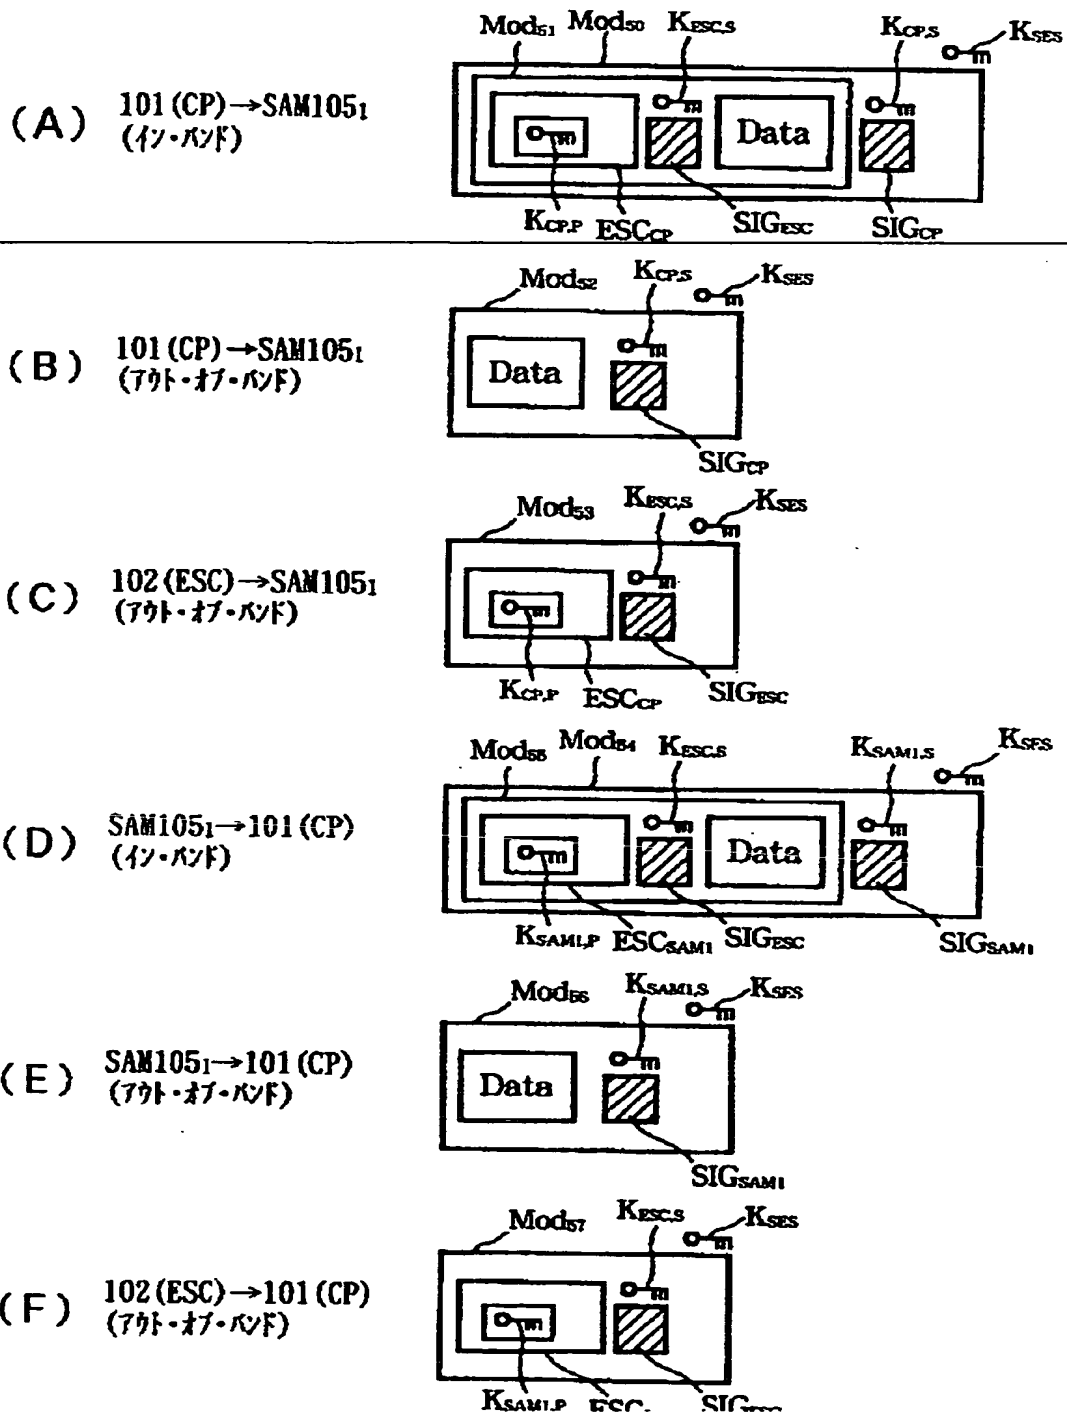 Mod51 Mod50 KESC,S KCP,S KSES
(A) 101(CP)→SAM1051
(イン・バンド)
Data
KCP,P ESCCP SIGESC SIGCP
Mod52 KCP,S KSES
(B) 101(CP)→SAM1051
(アウト・オブ・バンド)
Data
SIGCP
Mod53 KESC,S KSES
(C) 102(ESC)→SAM1051
(アウト・オブ・バンド)
KCP,P ESCCP SIGESC
Mod55 Mod54 KESC,S KSAM1,S KSES
(D) SAM1051→101(CP)
(イン・バンド)
Data
KSAM1,P ESCSAM1 SIGESC SIGSAM1
Mod56 KSAM1,S KSES
(E) SAM1051→101(CP)
(アウト・オブ・バンド)
Data
SIGSAM1
Mod57 KESC,S KSES
(F) 102(ESC)→101(CP)
(アウト・オブ・バンド)
KSAM1,P